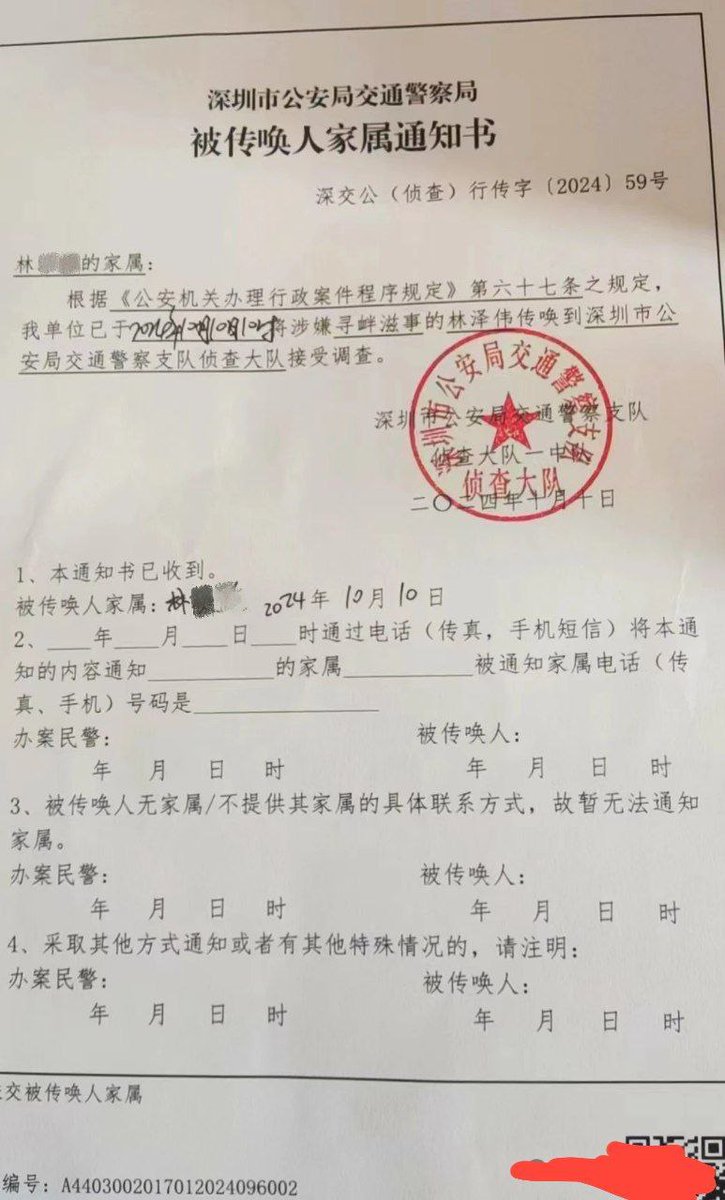 深圳市公安局交通警察局
被传唤人家属通知书
深交公（侦查）行传字〔2024〕59号
林 的家属：
根据《公安机关办理行政案件程序规定》第六十七条之规定，
我单位已于2024年10月10日 将涉嫌寻衅滋事的林泽伟传唤到深圳市公
安局交通警察支队侦查大队接受调查。
深圳市公安局交通警察支队
侦查大队
深圳市公安局交通警察支队
侦查大队一中队
二〇二四年十月十日
1、本通知书已收到。
被传唤人家属：林 2024年 10月 10日
2、____年____月____日____时通过电话（传真，手机短信）将本通
知的内容通知__________的家属__________被通知家属电话（传
真、手机）号码是______________
办案民警： 被传唤人：
年 月 日 时 年 月 日 时
3、被传唤人无家属/不提供其家属的具体联系方式，故暂无法通知
家属。
办案民警： 被传唤人：
年 月 日 时 年 月 日 时
4、采取其他方式通知或者有其他特殊情况的，请注明：
办案民警： 被传唤人：
年 月 日 时 年 月 日 时
交被传唤人家属
编号：A4403002017012024096002